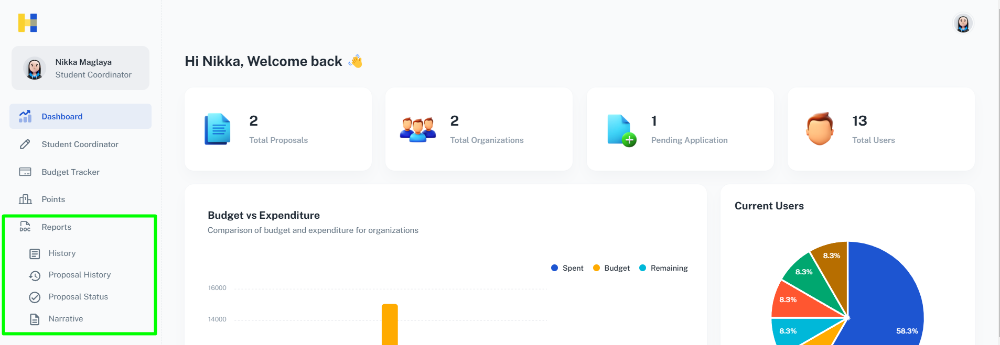 Nikka Maglaya
Student Coordinator
Dashboard
Student Coordinator
Budget Tracker
Points
DOC
Reports
History
Proposal History
Proposal Status
Narrative
Hi Nikka, Welcome back 👋
2
Total Proposals
2
Total Organizations
1
Pending Application
13
Total Users
Budget vs Expenditure
Comparison of budget and expenditure for organizations
Spent
Budget
Remaining
16000
14000
Current Users
8.3%
8.3%
8.3%
8.3%
58.3%